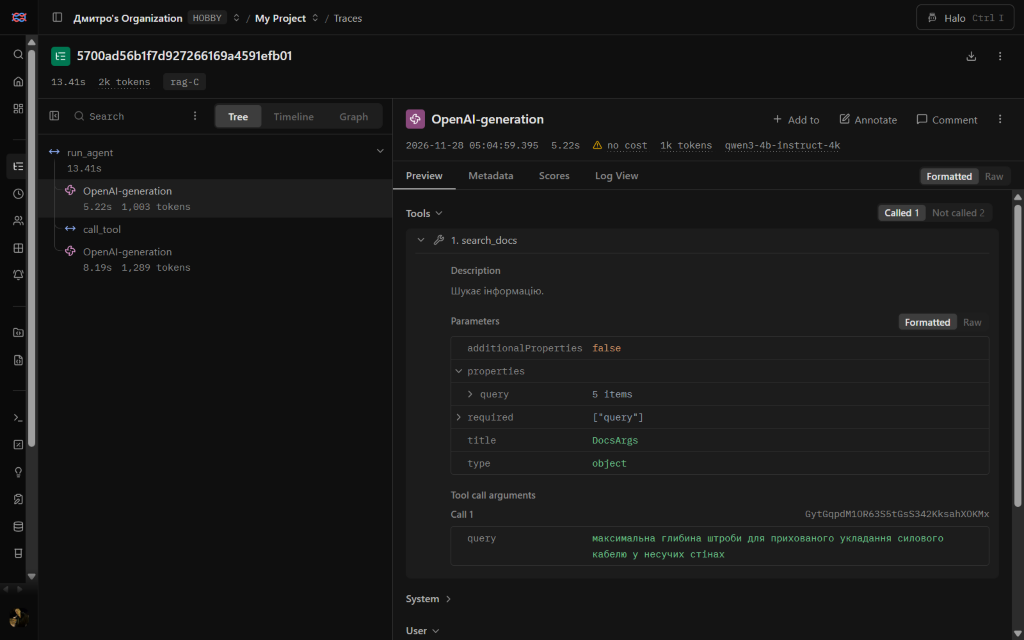 Дмитро's Organization HOBBY / My Project / Traces
Halo Ctrl I
5700ad56b1f7d927266169a4591efb01
13.41s 2k tokens rag-C
Search Tree Timeline Graph
run_agent
13.41s
OpenAI-generation
5.22s 1,003 tokens
call_tool
OpenAI-generation
8.19s 1,289 tokens
OpenAI-generation
Add to Annotate Comment
2026-11-28 05:04:59.395 5.22s no cost 1k tokens qwen3-4b-instruct-4k
Preview Metadata Scores Log View Formatted Raw
Tools Called 1 Not called 2
1. search_docs
Description
Шукає інформацію.
Parameters Formatted Raw
additionalProperties false
properties
query 5 items
required ["query"]
title DocsArgs
type object
Tool call arguments
Call 1 GytGqpdM1OR63S5tGsS342KksahXOKMx
query максимальна глибина штроби для прихованого укладання силового
кабелю у несучих стінах
System
User